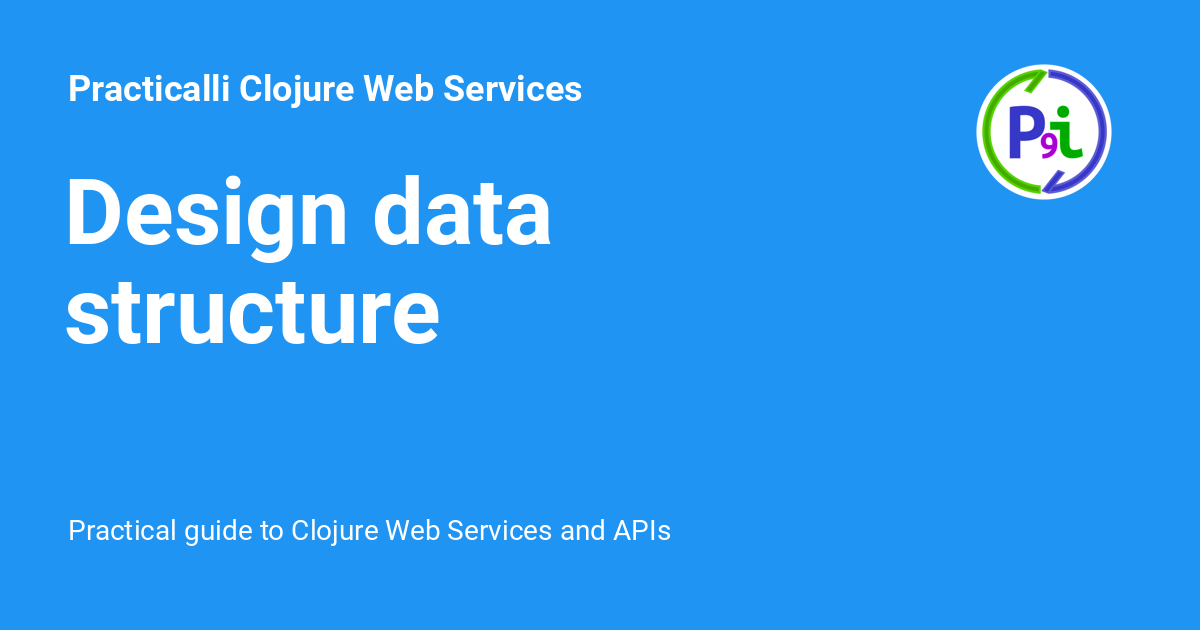 Practicalli Clojure Web Services
P9i
Design data
structure
Practical guide to Clojure Web Services and APIs